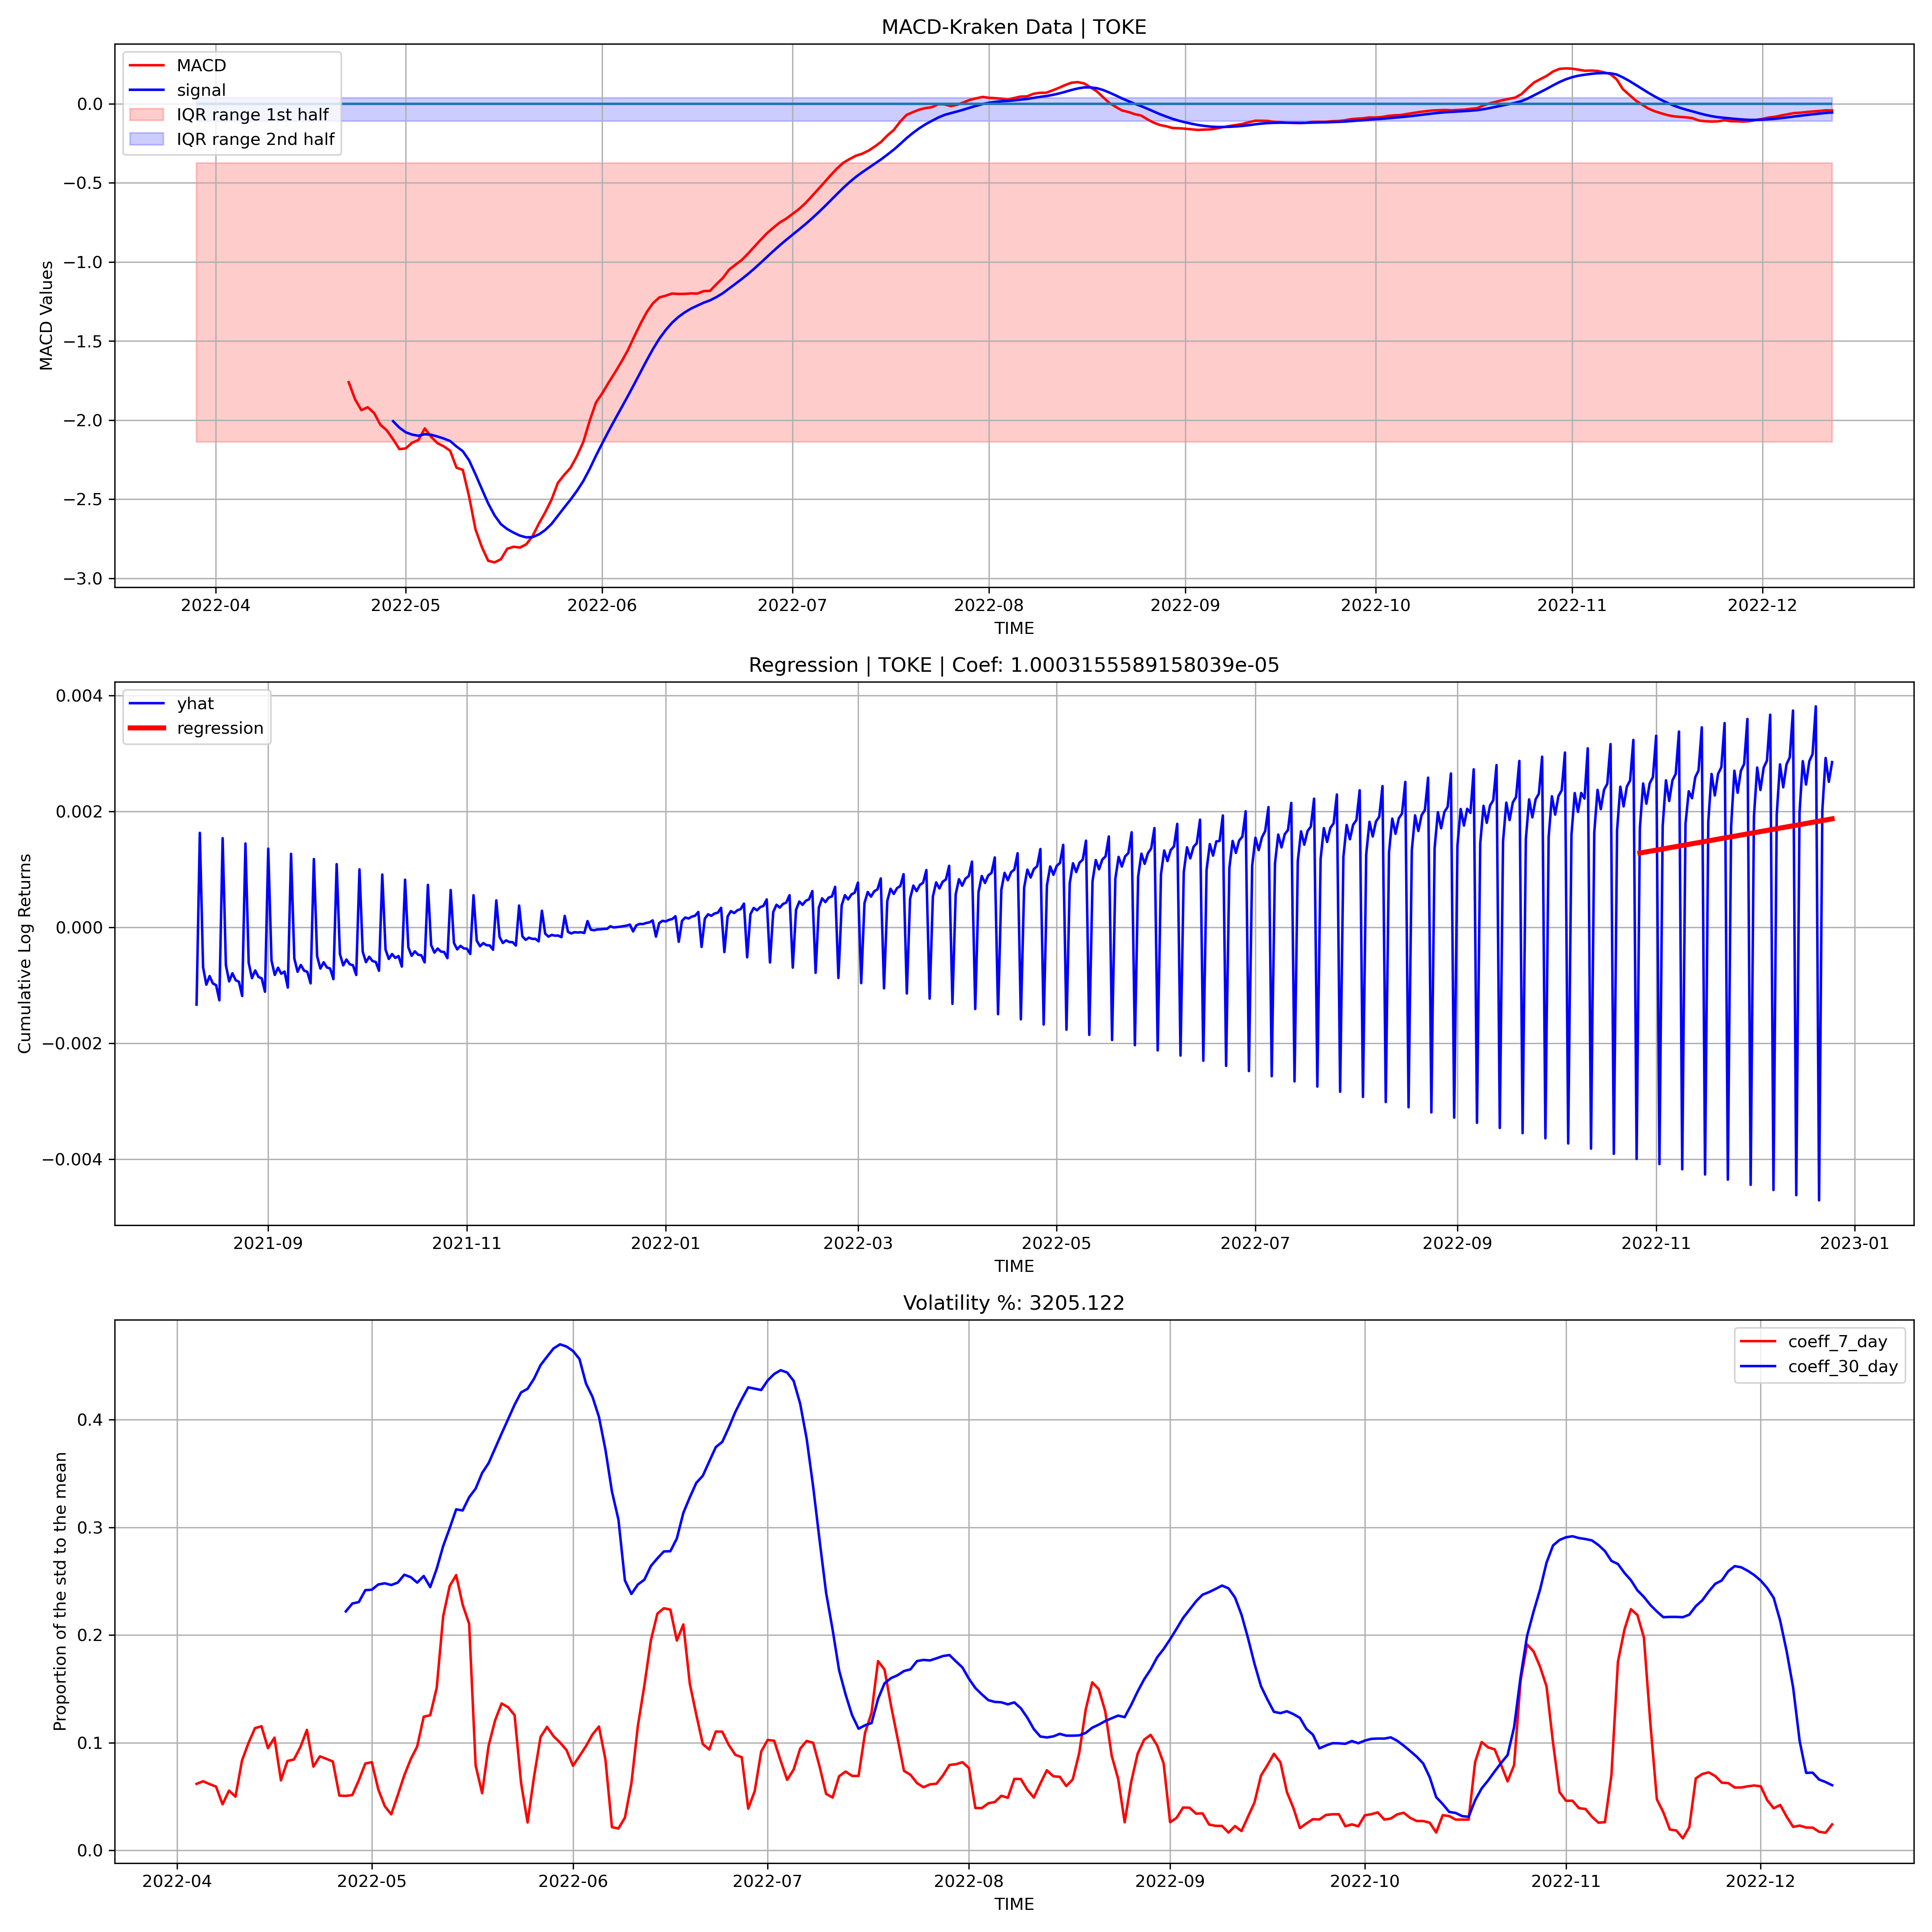 MACD-Kraken Data | TOKE
MACD
signal
IQR range 1st half
IQR range 2nd half
0.0
−0.5
−1.0
−1.5
−2.0
−2.5
−3.0
MACD Values
2022-04 2022-05 2022-06 2022-07 2022-08 2022-09 2022-10 2022-11 2022-12
TIME
Regression | TOKE | Coef: 1.0003155589158039e-05
yhat
regression
0.004
0.002
0.000
−0.002
−0.004
Cumulative Log Returns
2021-09 2021-11 2022-01 2022-03 2022-05 2022-07 2022-09 2022-11 2023-01
TIME
Volatility %: 3205.122
coeff_7_day
coeff_30_day
0.4
0.3
0.2
0.1
0.0
Proportion of the std to the mean
2022-04 2022-05 2022-06 2022-07 2022-08 2022-09 2022-10 2022-11 2022-12
TIME